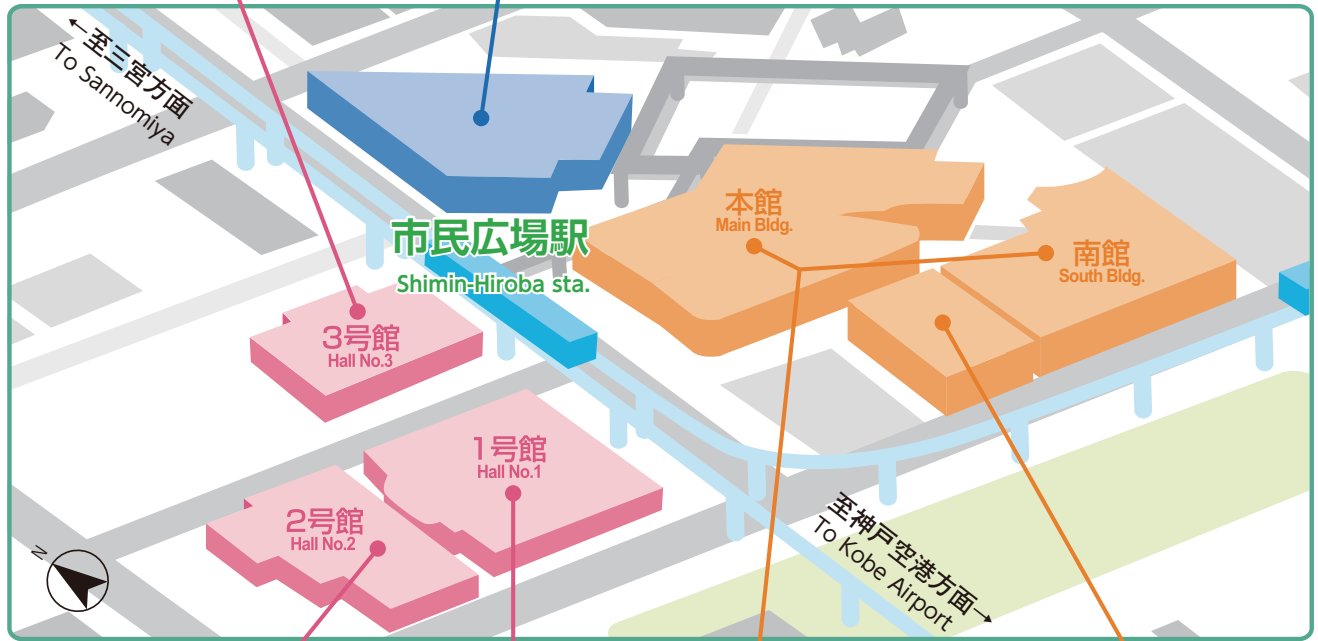 ←至三宮方面
To Sannomiya
本館
Main Bldg.
市民広場駅
Shimin-Hiroba sta.
南館
South Bldg.
3号館
Hall No.3
1号館
Hall No.1
2号館
Hall No.2
至神戸空港方面→
To Kobe Airport
N